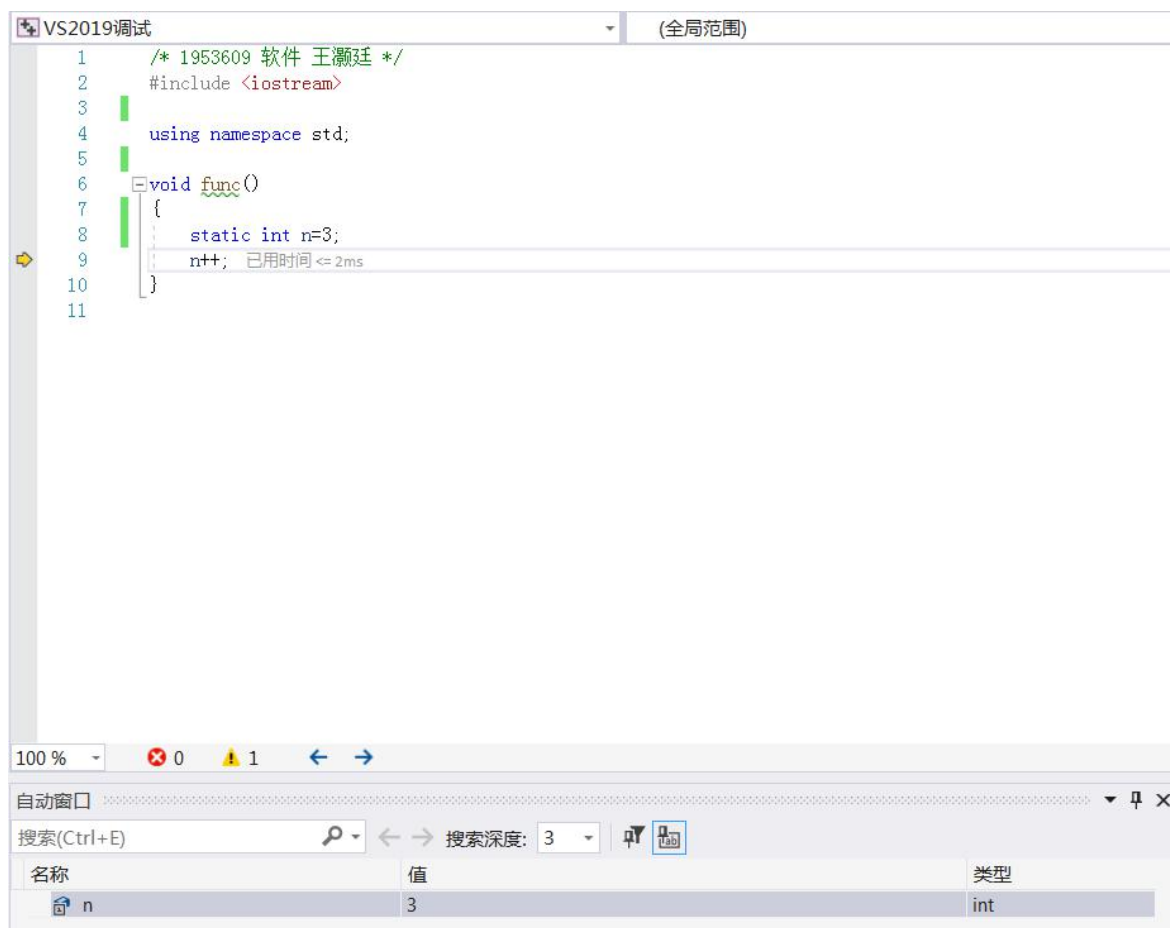 VS2019调试 (全局范围)
1 /* 1953609 软件 王灏廷 */
2 #include <iostream>
3
4 using namespace std;
5
6 void func()
7 {
8 static int n=3;
9 n++; 已用时间 <= 2ms
10 }
11
100 % 0 1
自动窗口
搜索(Ctrl+E) 搜索深度: 3
名称 值 类型
n 3 int